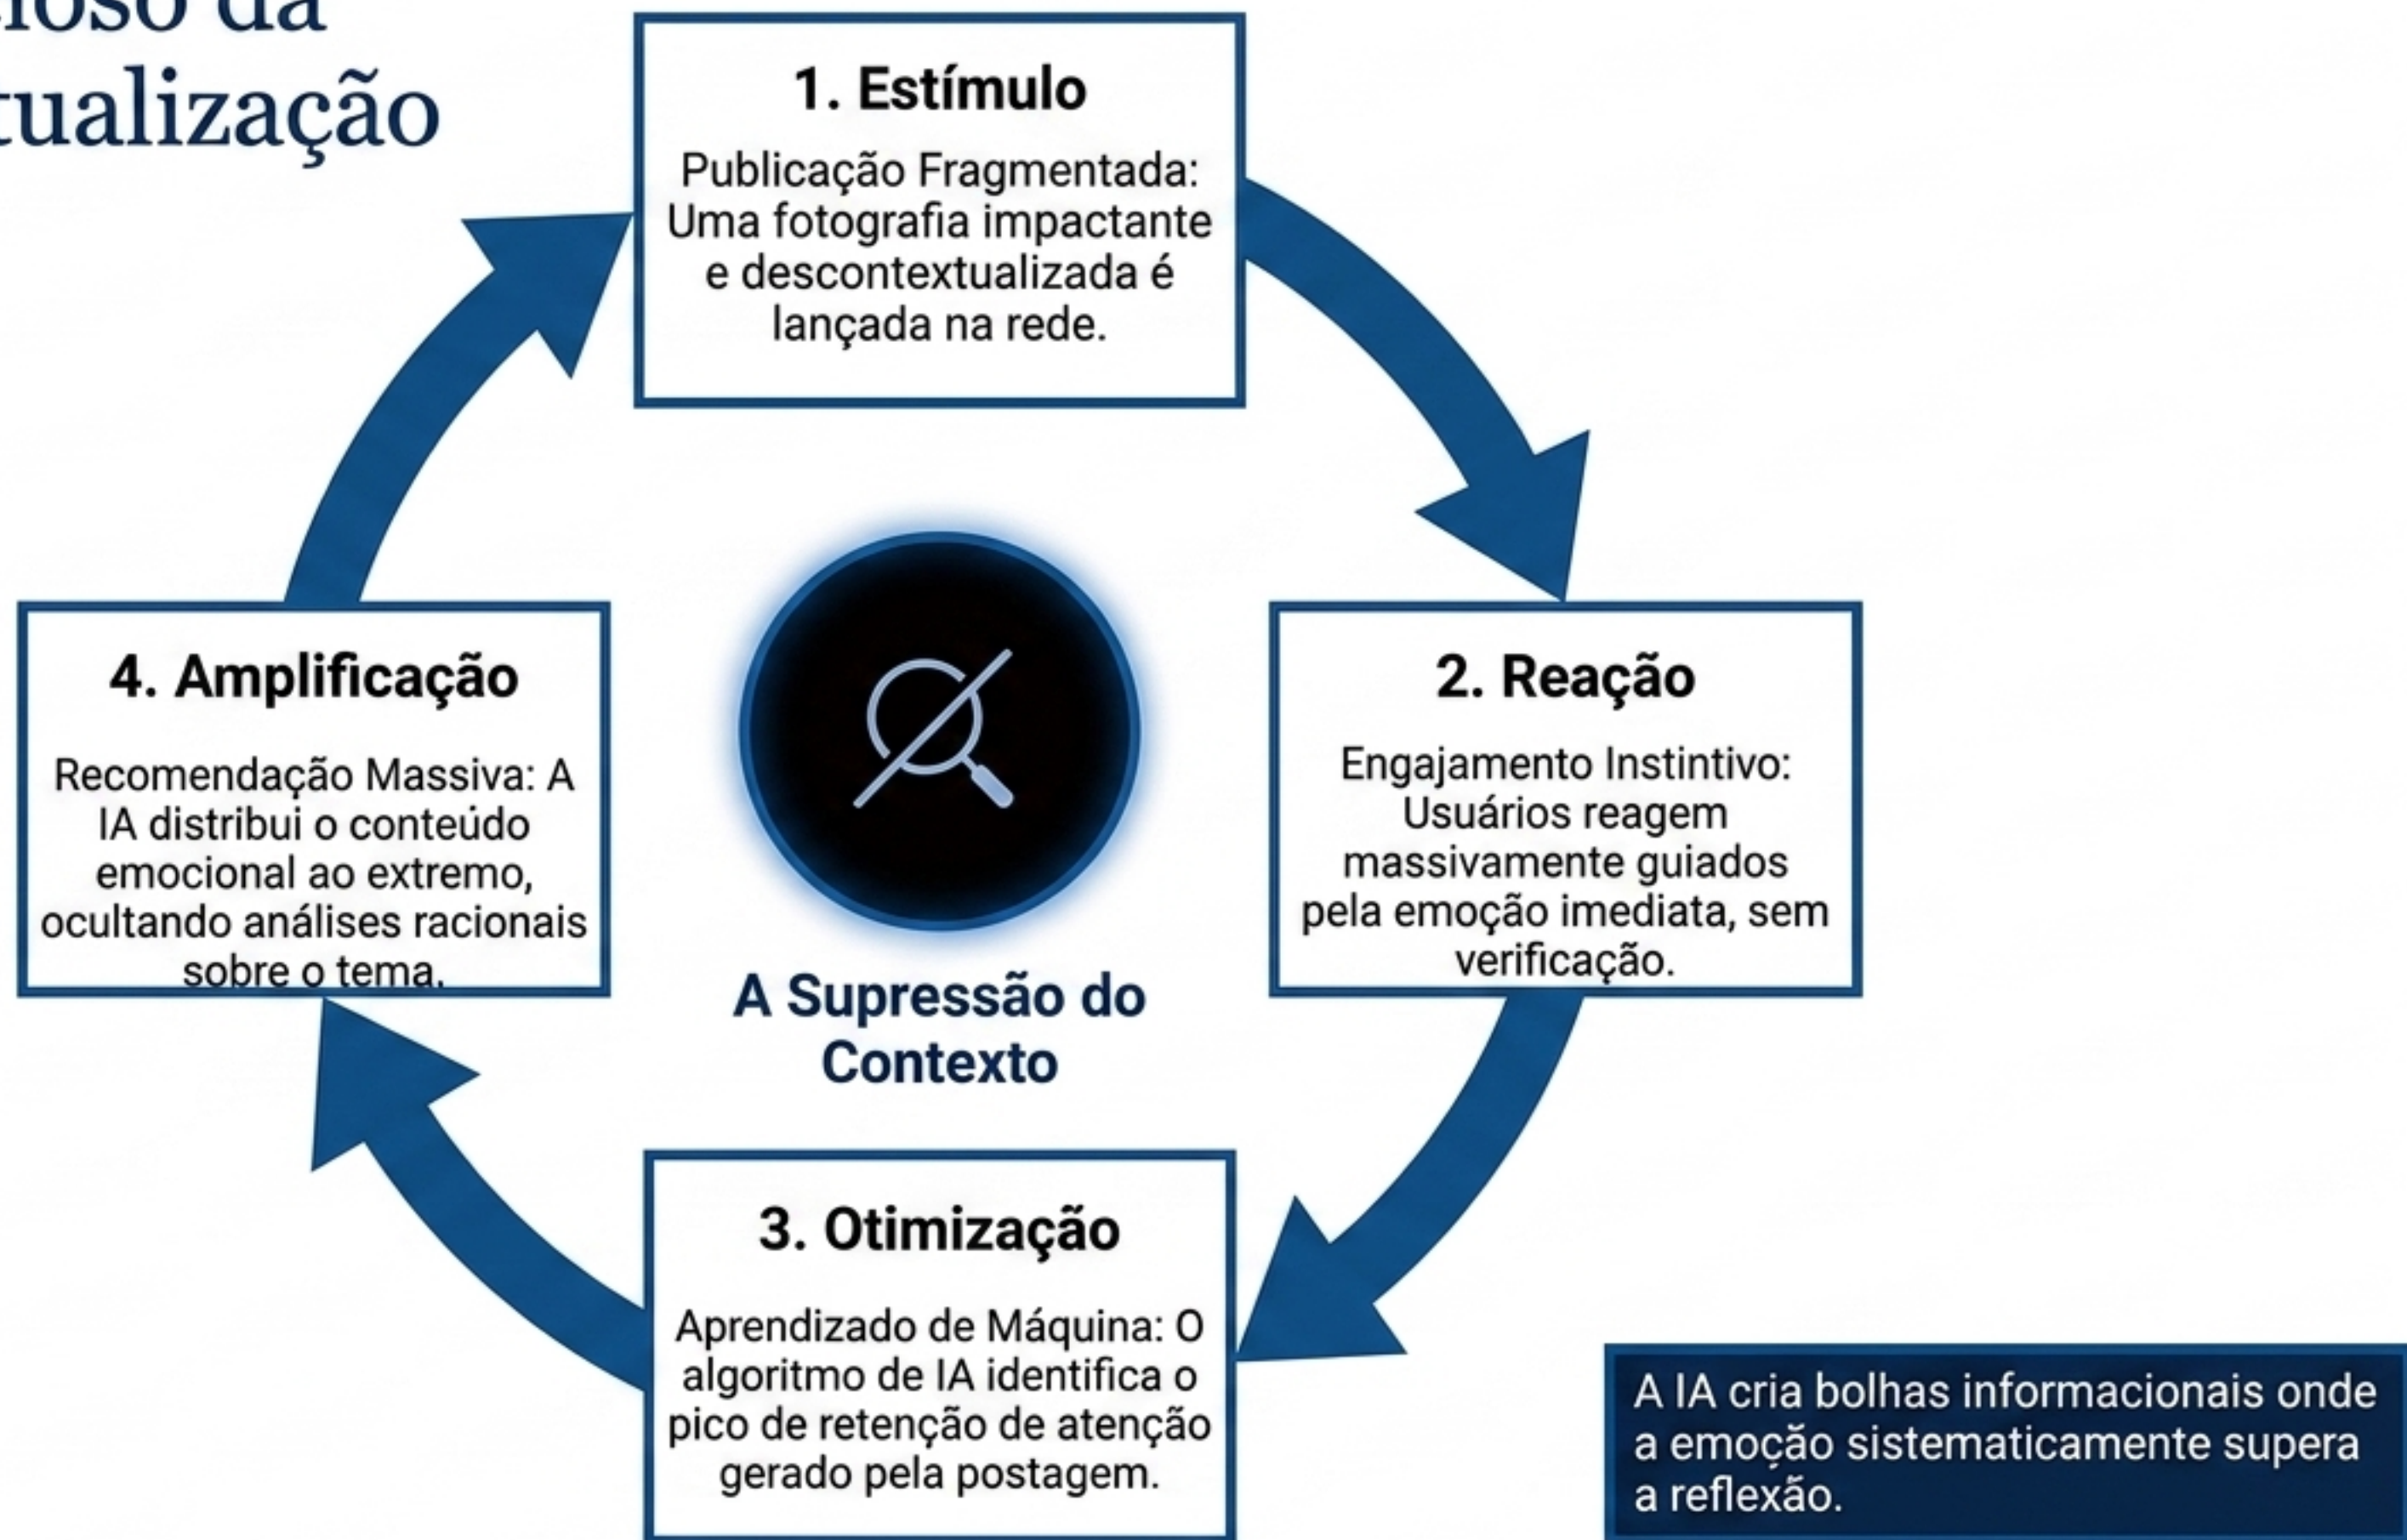 tualização
1. Estímulo
Publicação Fragmentada:
Uma fotografia impactante
e descontextualizada é
lançada na rede.
2. Reação
Engajamento Instintivo:
Usuários reagem
massivamente guiados
pela emoção imediata, sem
verificação.
3. Otimização
Aprendizado de Máquina: O
algoritmo de IA identifica o
pico de retenção de atenção
gerado pela postagem.
4. Amplificação
Recomendação Massiva: A
IA distribui o conteúdo
emocional ao extremo,
ocultando análises racionais
sobre o tema.
A Supressão do
Contexto
A IA cria bolhas informacionais onde
a emoção sistematicamente supera
a reflexão.